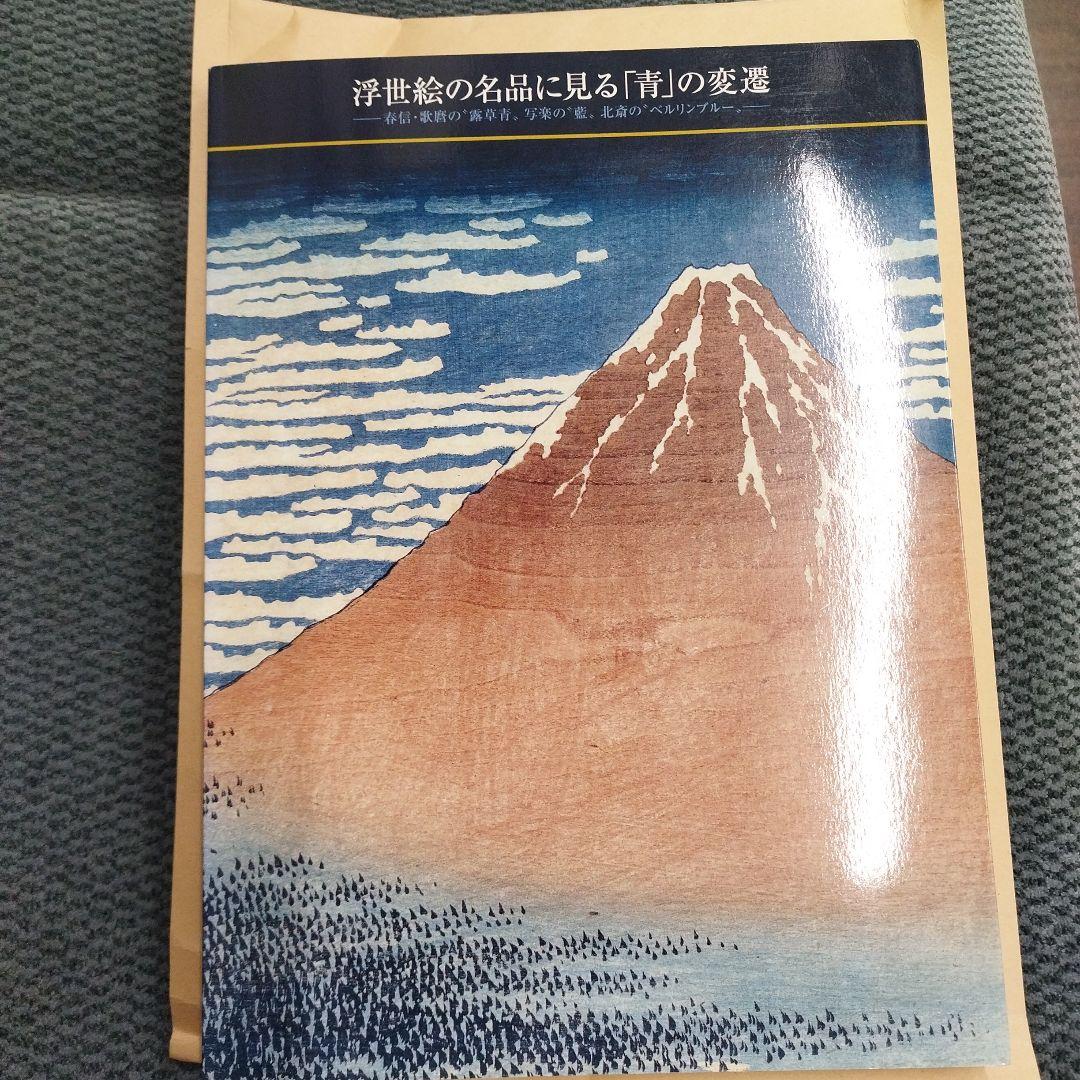 浮世絵の名品に見る「青」の変遷
──春信・歌麿の〝露草青〟写楽の〝藍〟北斎の〝ベルリンブルー〟──